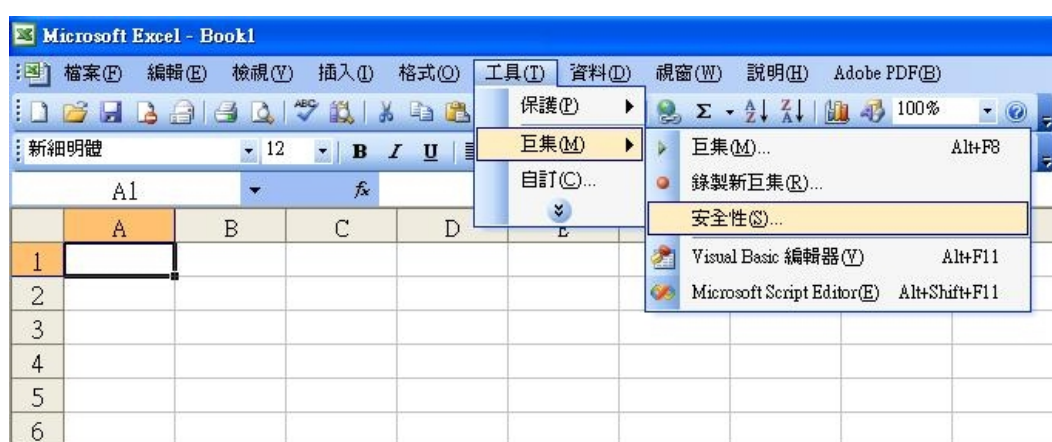 Microsoft Excel - Book1
檔案(F) 編輯(E) 檢視(V) 插入(I) 格式(O) 工具(T) 資料(D) 視窗(W) 說明(H) Adobe PDF(B)
100%
新細明體 12 B I U
保護(P)
巨集(M)
自訂(C)...
巨集(M)... Alt+F8
錄製新巨集(R)...
安全性(S)...
Visual Basic 編輯器(V) Alt+F11
Microsoft Script Editor(E) Alt+Shift+F11
A1 fx
A B C D E
1
2
3
4
5
6